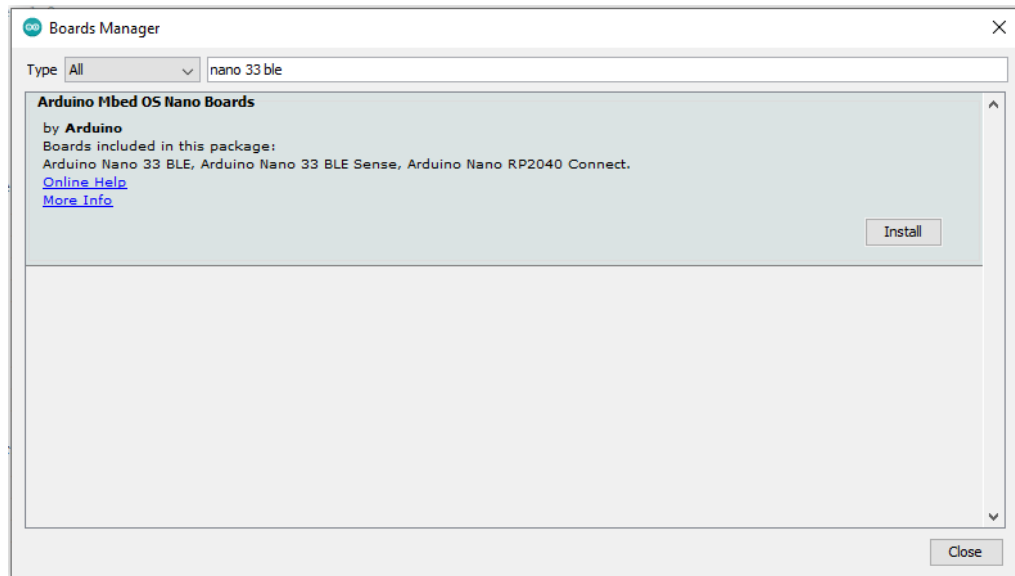 Boards Manager
Type All nano 33 ble
Arduino Mbed OS Nano Boards
by Arduino
Boards included in this package:
Arduino Nano 33 BLE, Arduino Nano 33 BLE Sense, Arduino Nano RP2040 Connect.
Online Help
More Info
Install
Close